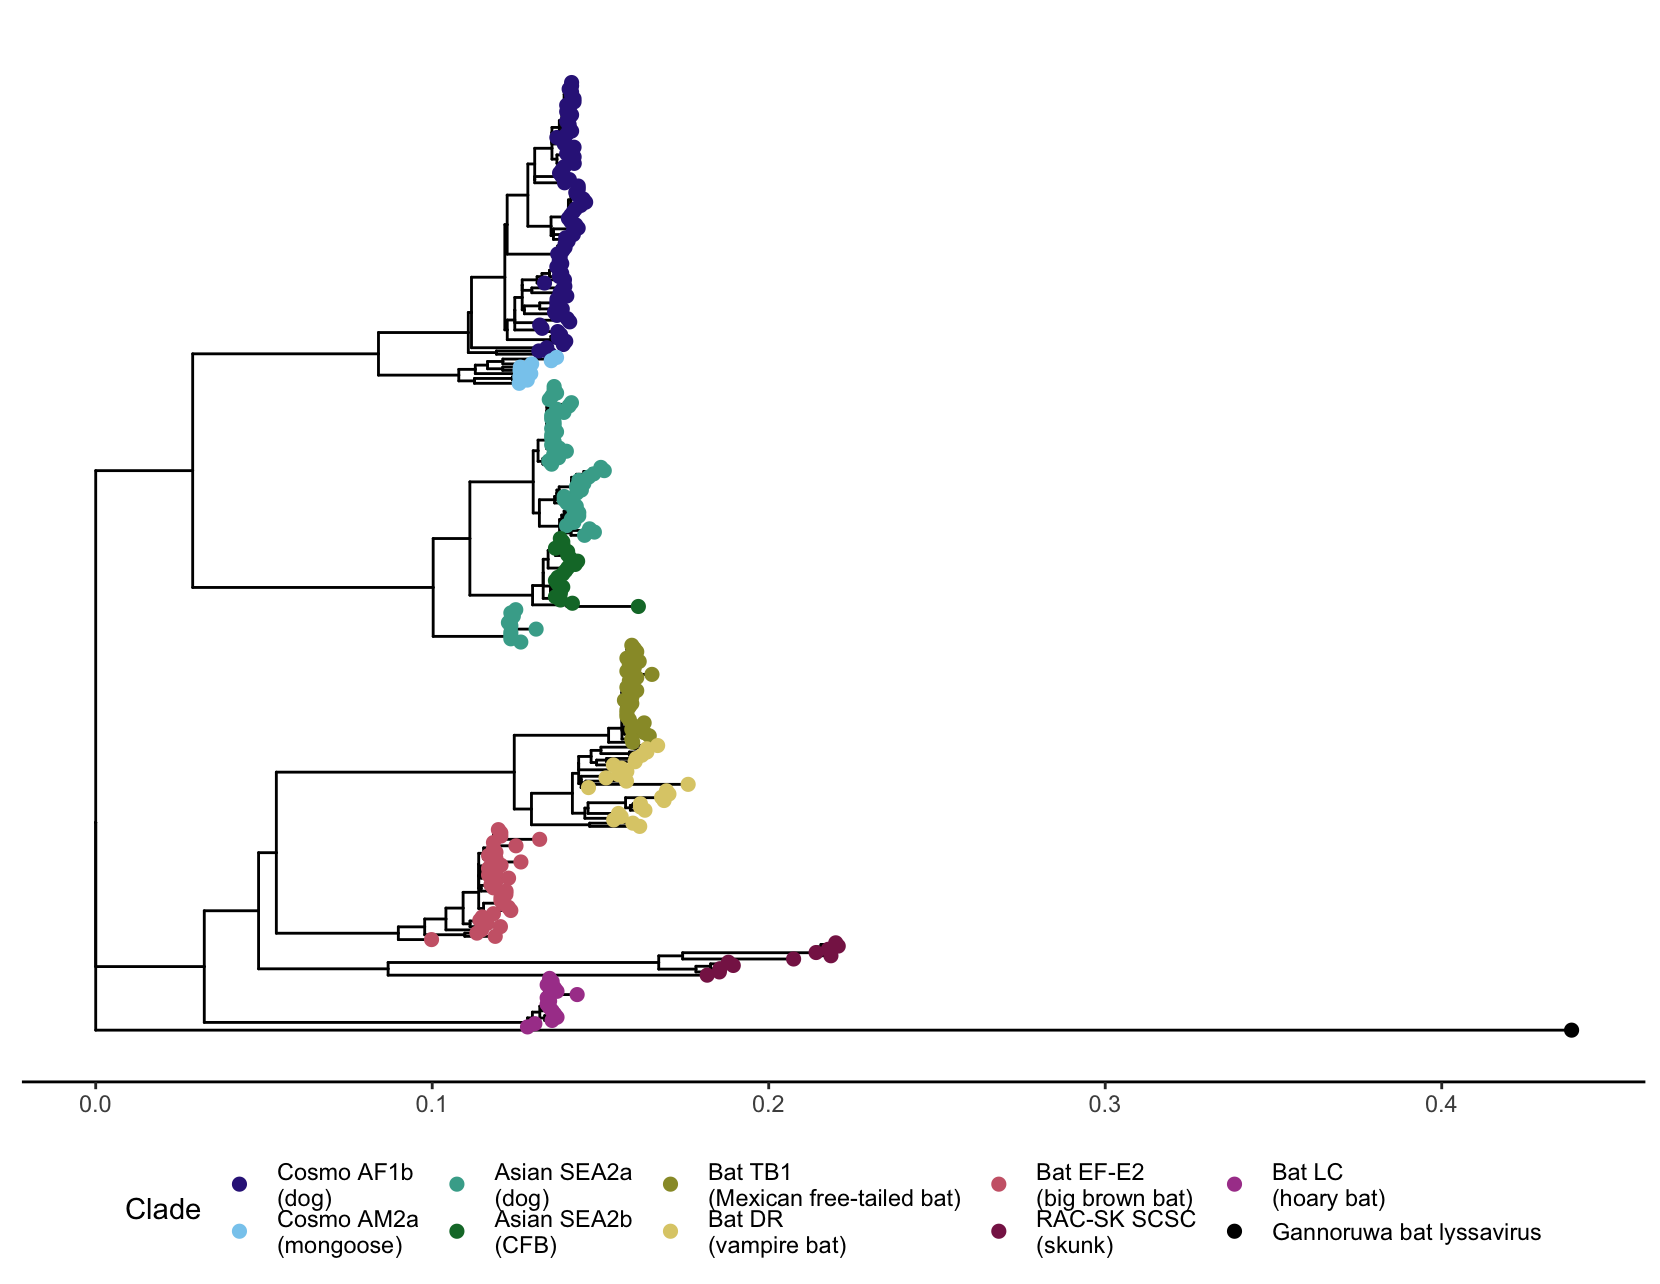 0.0 0.1 0.2 0.3 0.4
Clade
Cosmo AF1b
(dog)
Cosmo AM2a
(mongoose)
Asian SEA2a
(dog)
Asian SEA2b
(CFB)
Bat TB1
(Mexican free-tailed bat)
Bat DR
(vampire bat)
Bat EF-E2
(big brown bat)
RAC-SK SCSC
(skunk)
Bat LC
(hoary bat)
Gannoruwa bat lyssavirus